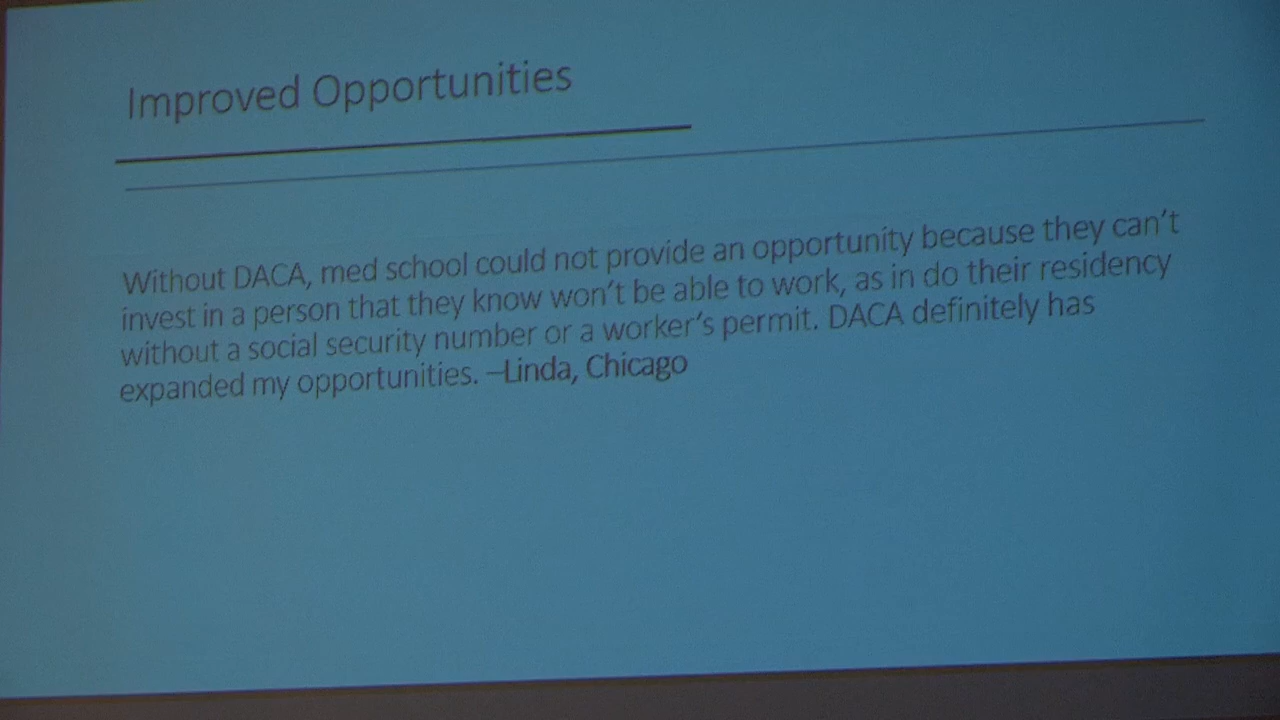 Improved Opportunities
Without DACA, med school could not provide an opportunity because they can't
invest in a person that they know won't be able to work, as in do their residency
without a social security number or a worker's permit. DACA definitely has
expanded my opportunities. –Linda, Chicago